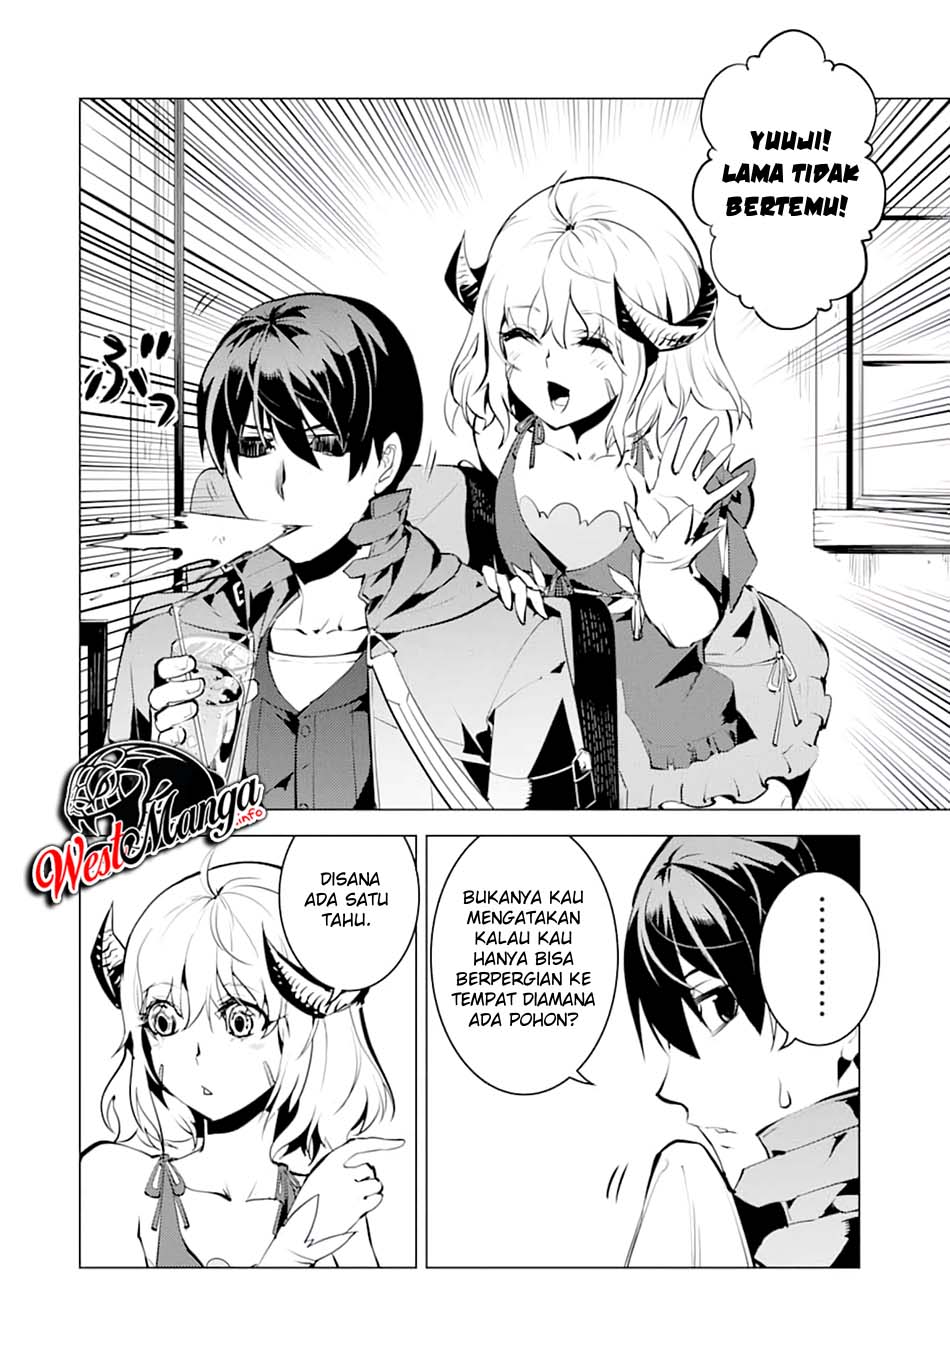 YUUJI!
LAMA TIDAK
BERTEMU!
ぶっ
.........
BUKANYA KAU
MENGATAKAN
KALAU KAU
HANYA BISA
BERPERGIAN KE
TEMPAT DIAMANA
ADA POHON?
DISANA
ADA SATU
TAHU.
WestManga
.info